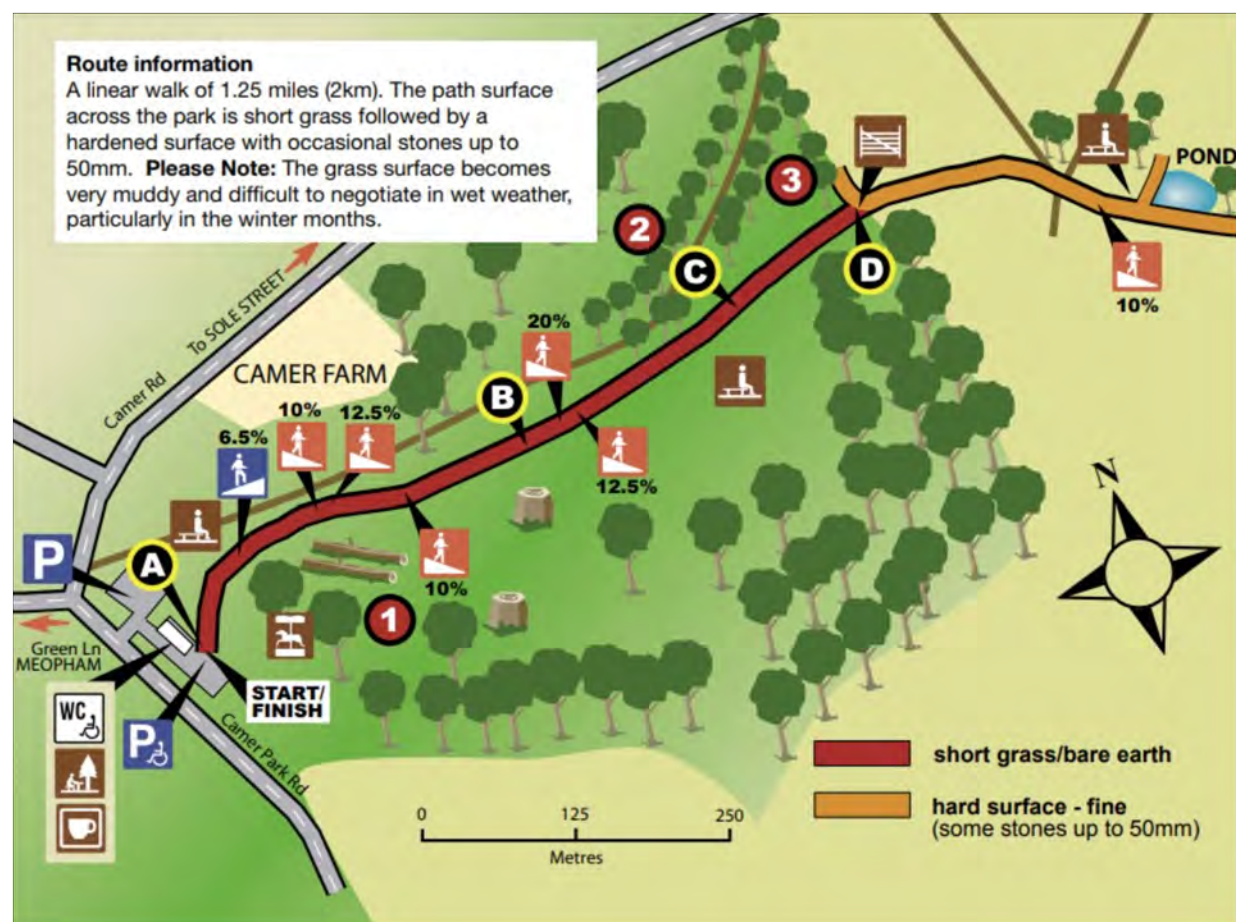 Route information
A linear walk of 1.25 miles (2km). The path surface
across the park is short grass followed by a
hardened surface with occasional stones up to
50mm. Please Note: The grass surface becomes
very muddy and difficult to negotiate in wet weather,
particularly in the winter months.
POND
3
2
To SOLE STREET
C
D
10%
20%
Camer Rd
CAMER FARM
B
10%
12.5%
6.5%
12.5%
N
P
A
10%
1
Green Ln
MEOPHAM
START/
FINISH
WC
P
Camer Park Rd
short grass/bare earth
hard surface - fine
(some stones up to 50mm)
0
125
250
Metres